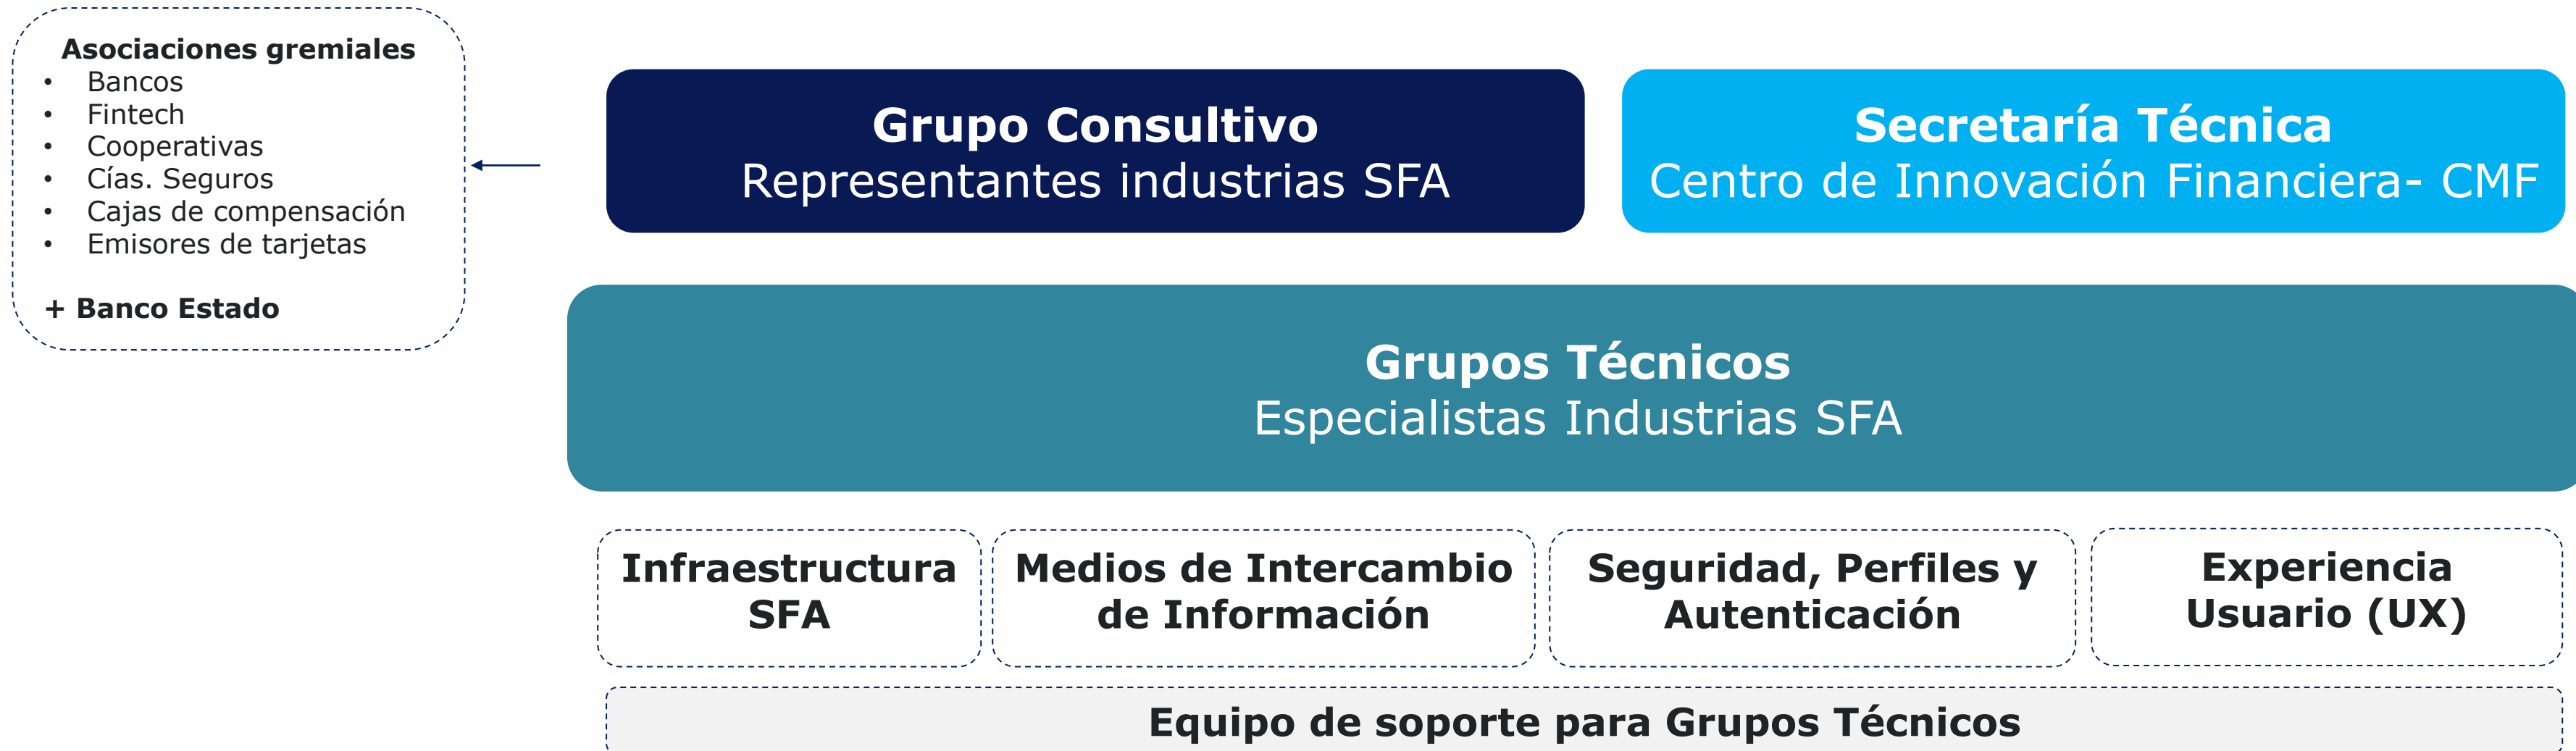 Asociaciones gremiales
• Bancos
• Fintech
• Cooperativas
• Cías. Seguros
• Cajas de compensación
• Emisores de tarjetas
+ Banco Estado
Grupo Consultivo
Representantes industrias SFA
Secretaría Técnica
Centro de Innovación Financiera- CMF
Grupos Técnicos
Especialistas Industrias SFA
Infraestructura
SFA
Medios de Intercambio
de Información
Seguridad, Perfiles y
Autenticación
Experiencia
Usuario (UX)
Equipo de soporte para Grupos Técnicos